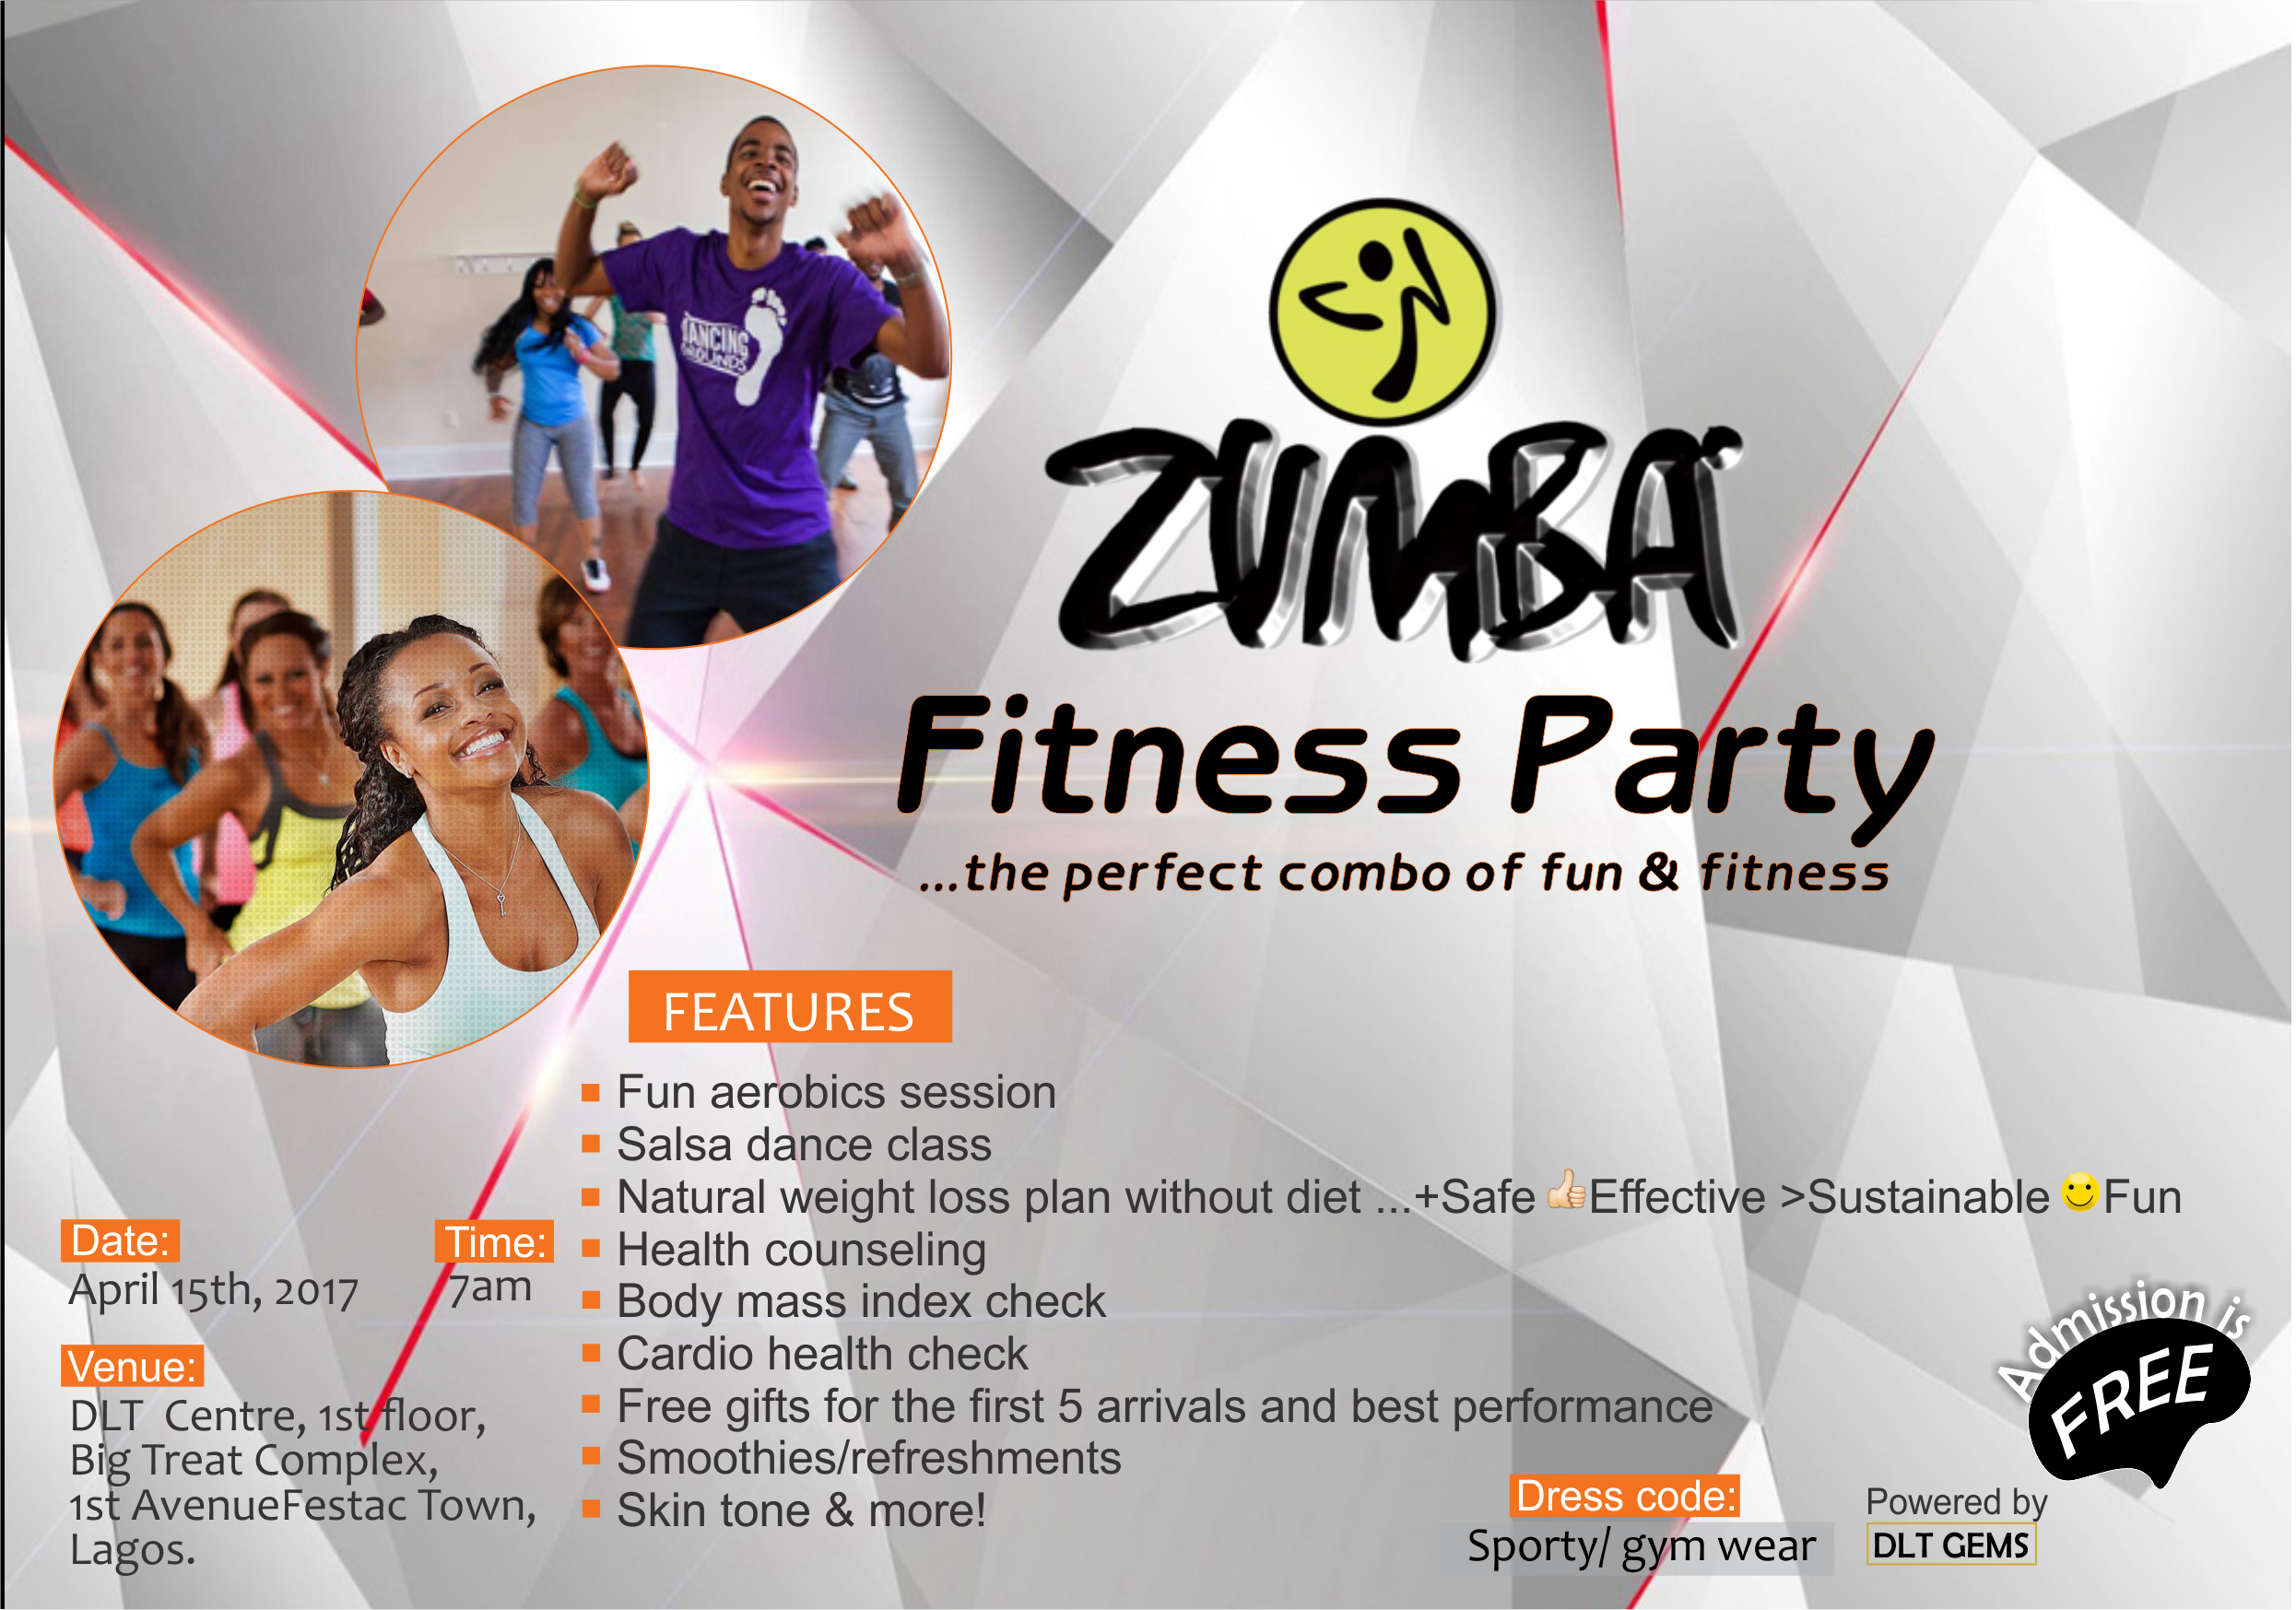 DANCING
GROUNDS
ZUMBA
Fitness Party
...the perfect combo of fun & fitness
FEATURES
Fun aerobics session
Salsa dance class
Natural weight loss plan without diet ...+Safe 👍Effective >Sustainable 🙂Fun
Health counseling
Body mass index check
Cardio health check
Free gifts for the first 5 arrivals and best performance
Smoothies/refreshments
Skin tone & more!
Date:
April 15th, 2017
Time:
7am
Venue:
DLT Centre, 1st floor,
Big Treat Complex,
1st AvenueFestac Town,
Lagos.
Admission is
FREE
Dress code:
Sporty/ gym wear
Powered by
DLT GEMS